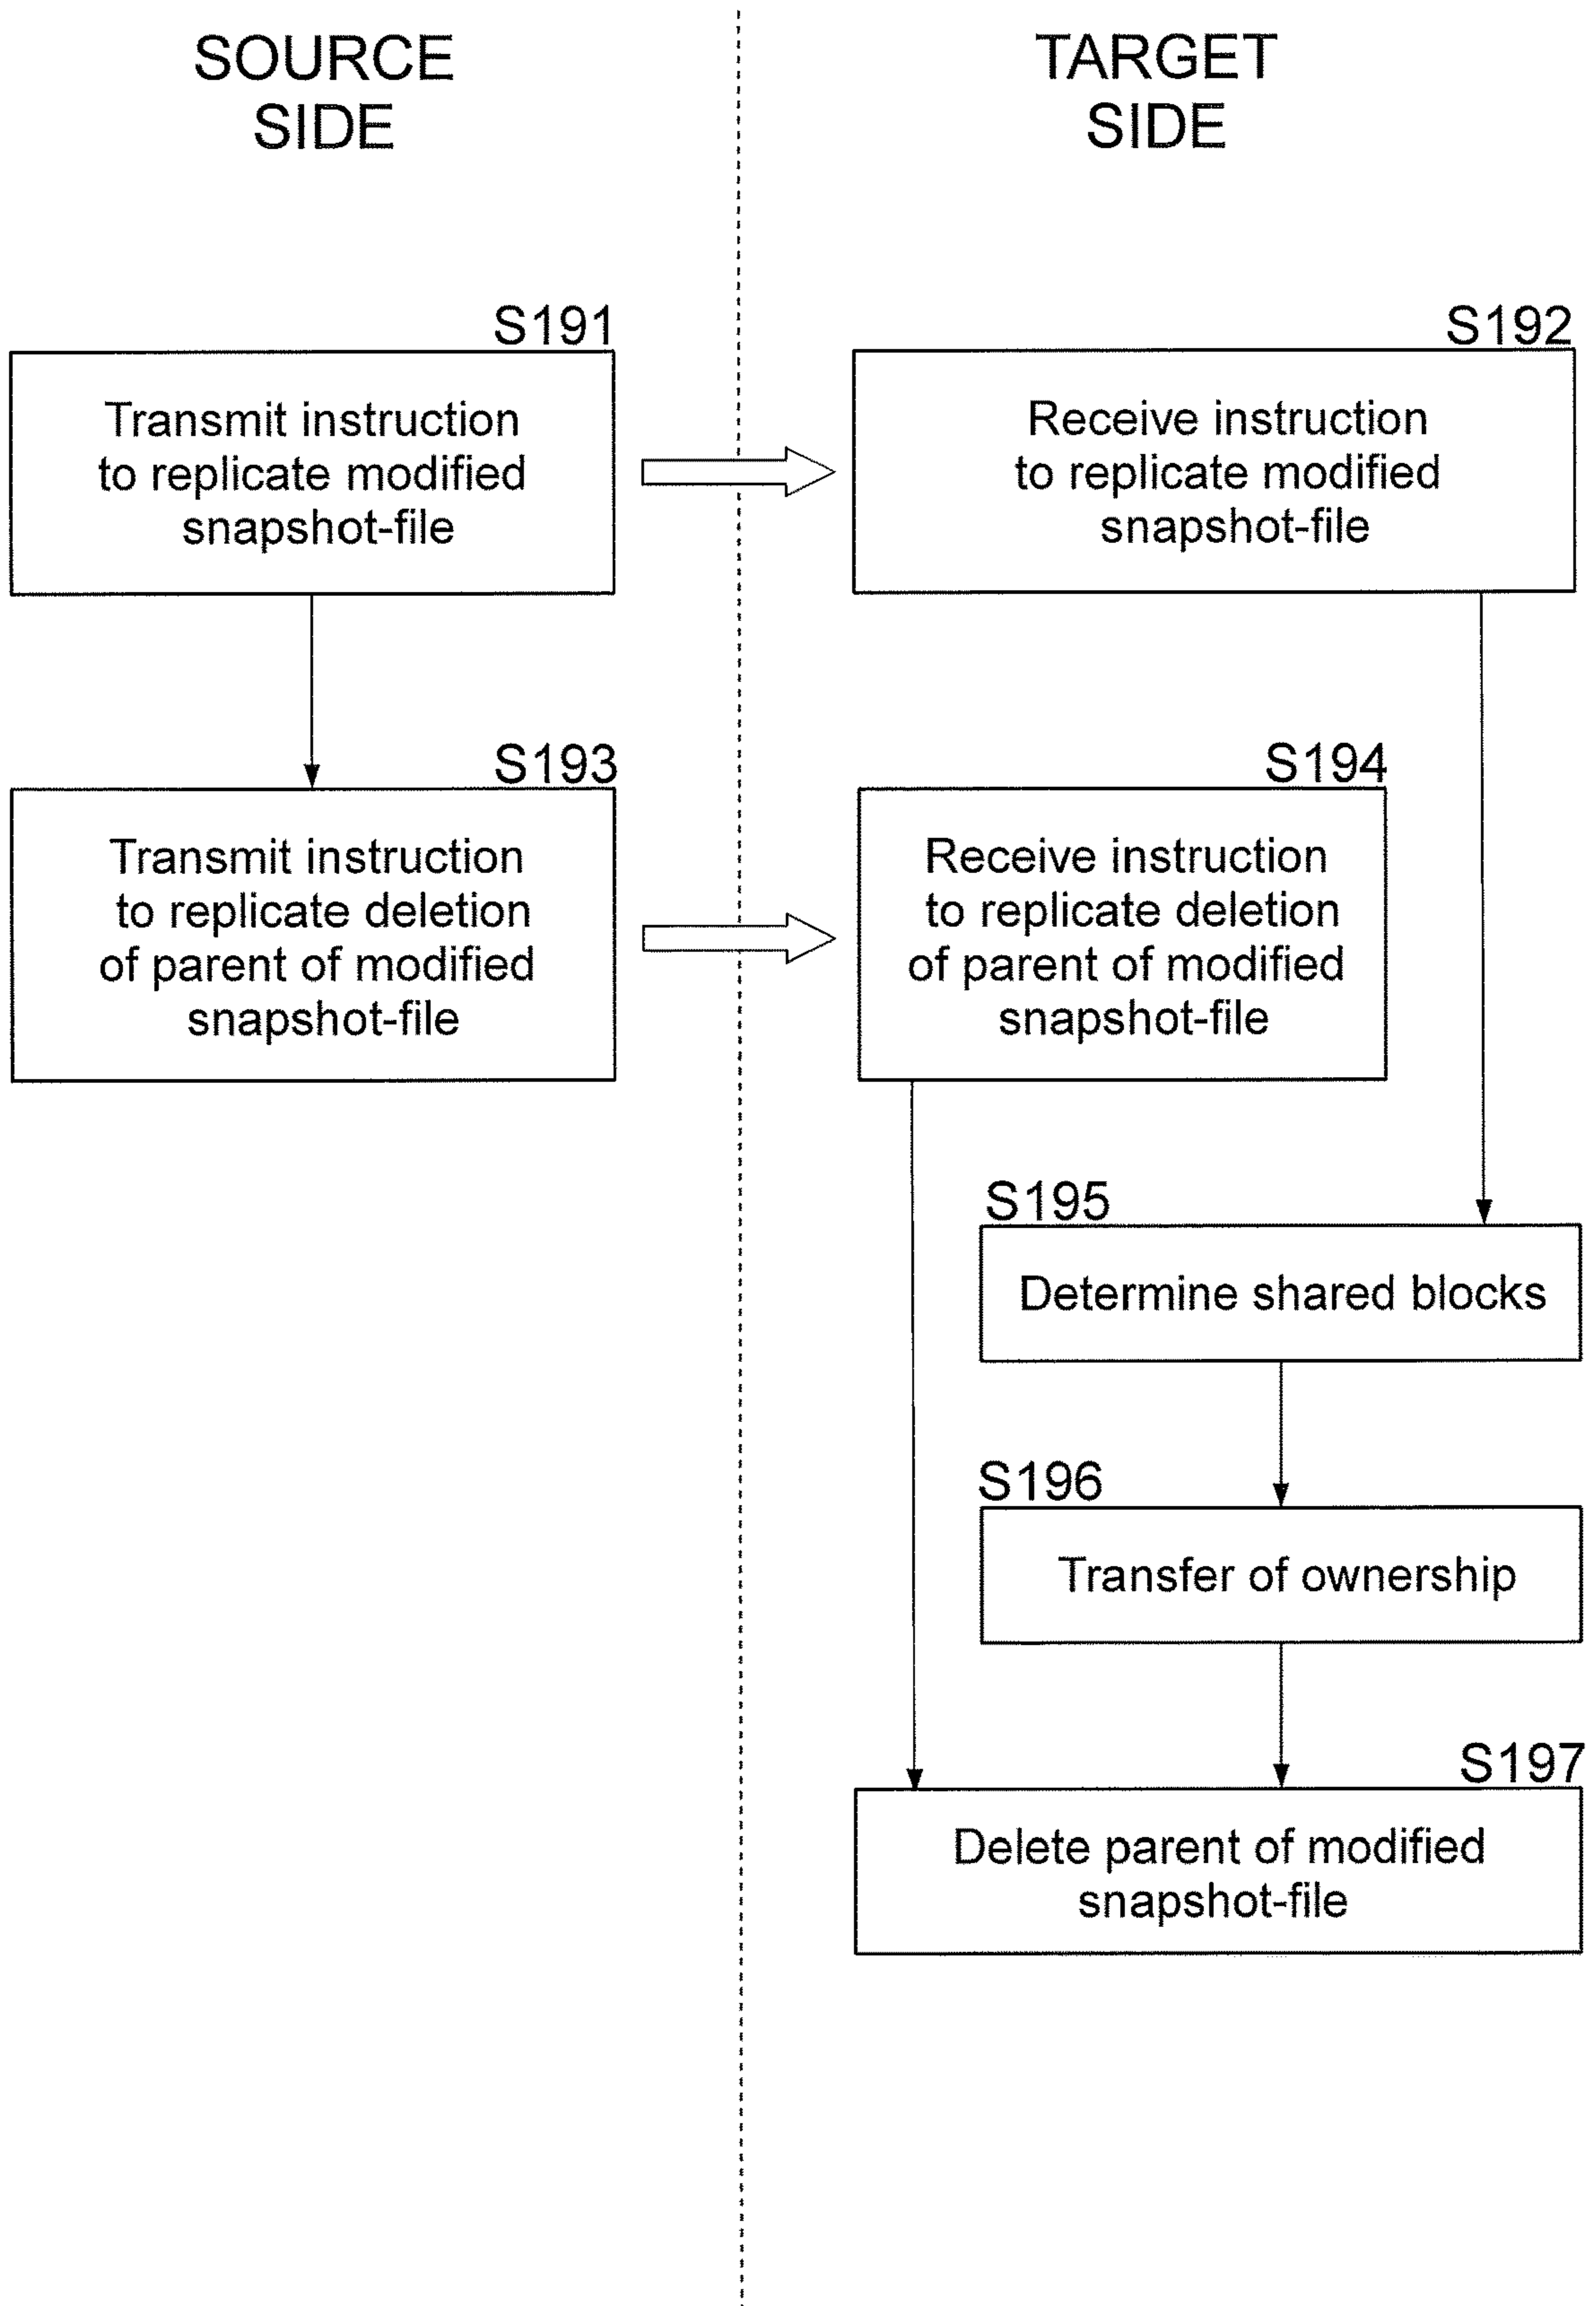 SOURCE
SIDE
TARGET
SIDE
S191
Transmit instruction
to replicate modified
snapshot-file
S192
Receive instruction
to replicate modified
snapshot-file
S193
Transmit instruction
to replicate deletion
of parent of modified
snapshot-file
S194
Receive instruction
to replicate deletion
of parent of modified
snapshot-file
S195
Determine shared blocks
S196
Transfer of ownership
S197
Delete parent of modified
snapshot-file